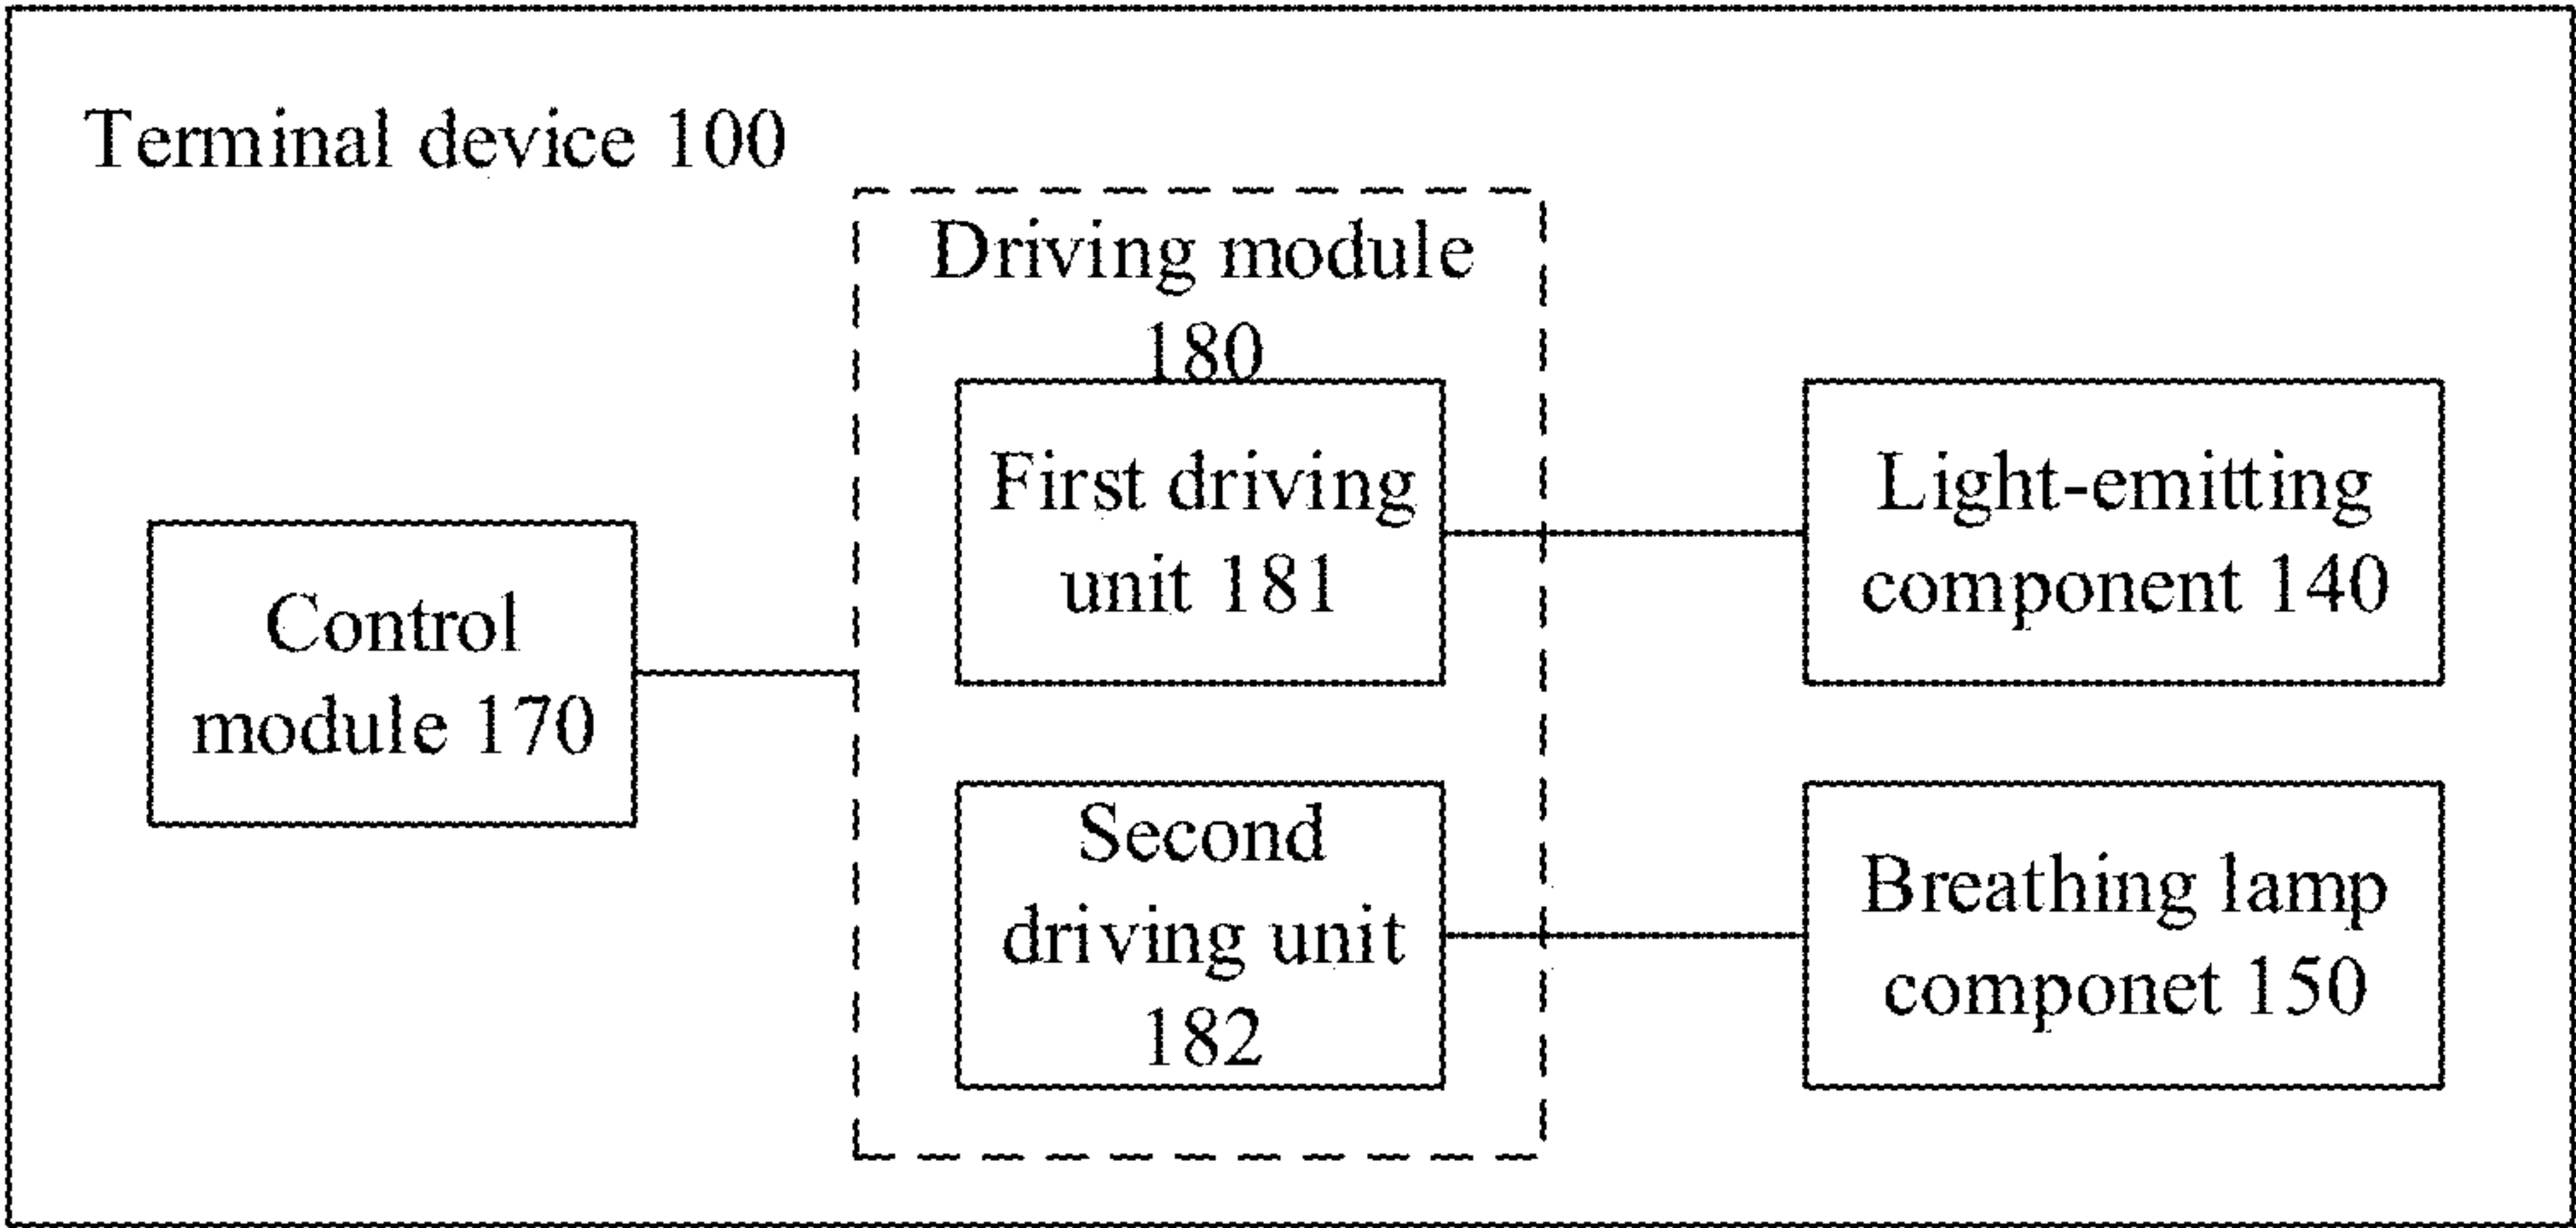 Terminal device 100
Driving module
180
First driving
unit 181
Light-emitting
component 140
Control
module 170
Second
driving unit
182
Breathing lamp
componet 150